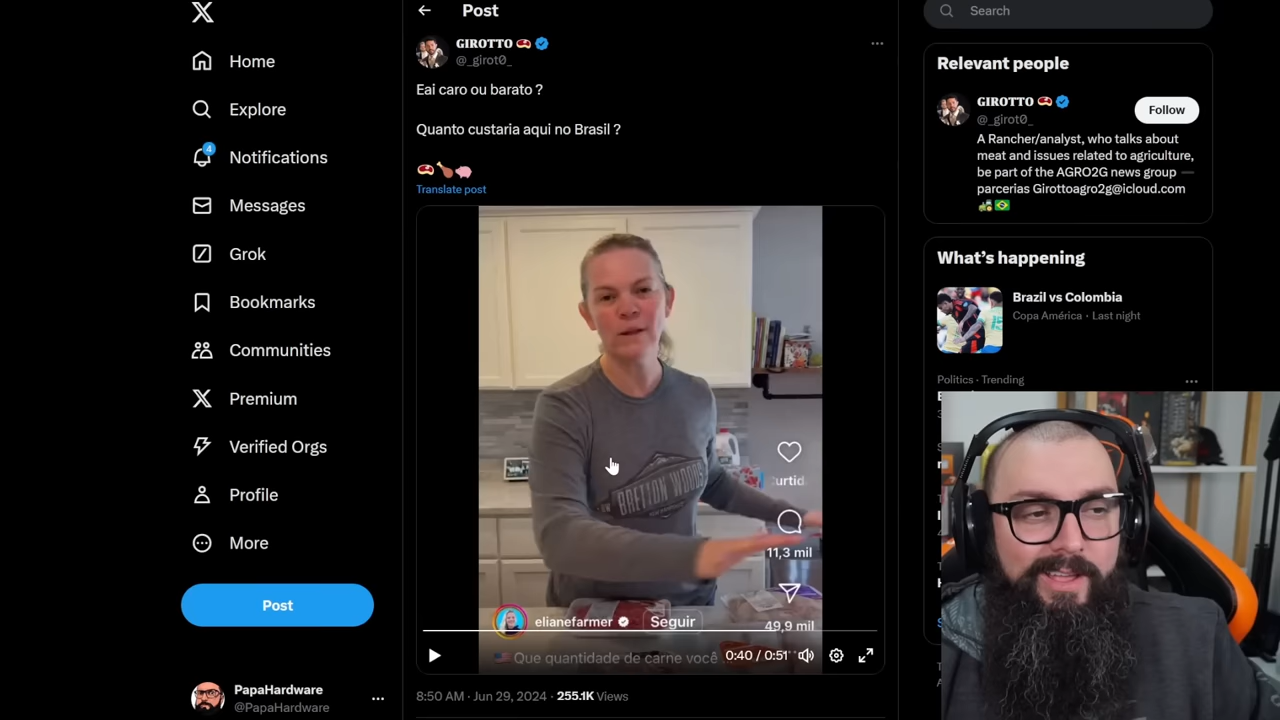 Home
Explore
4
Notifications
Messages
Grok
Bookmarks
Communities
Premium
Verified Orgs
Profile
More
Post
PapaHardware
@PapaHardware
Post
GIROTTO
@_girot0_
Eai caro ou barato ?
Quanto custaria aqui no Brasil ?
Translate post
BRETTON WOODS
11,3 mil
49,9 mil
elianefarmer
Seguir
Que quantidade de carne você
0:40 / 0:51
8:50 AM · Jun 29, 2024 · 255.1K Views
Search
Relevant people
GIROTTO
@_girot0_
Follow
A Rancher/analyst, who talks about
meat and issues related to agriculture,
be part of the AGRO2G news group —
parcerias Girottoagro2g@icloud.com
What's happening
Brazil vs Colombia
Copa América · Last night
Politics · Trending